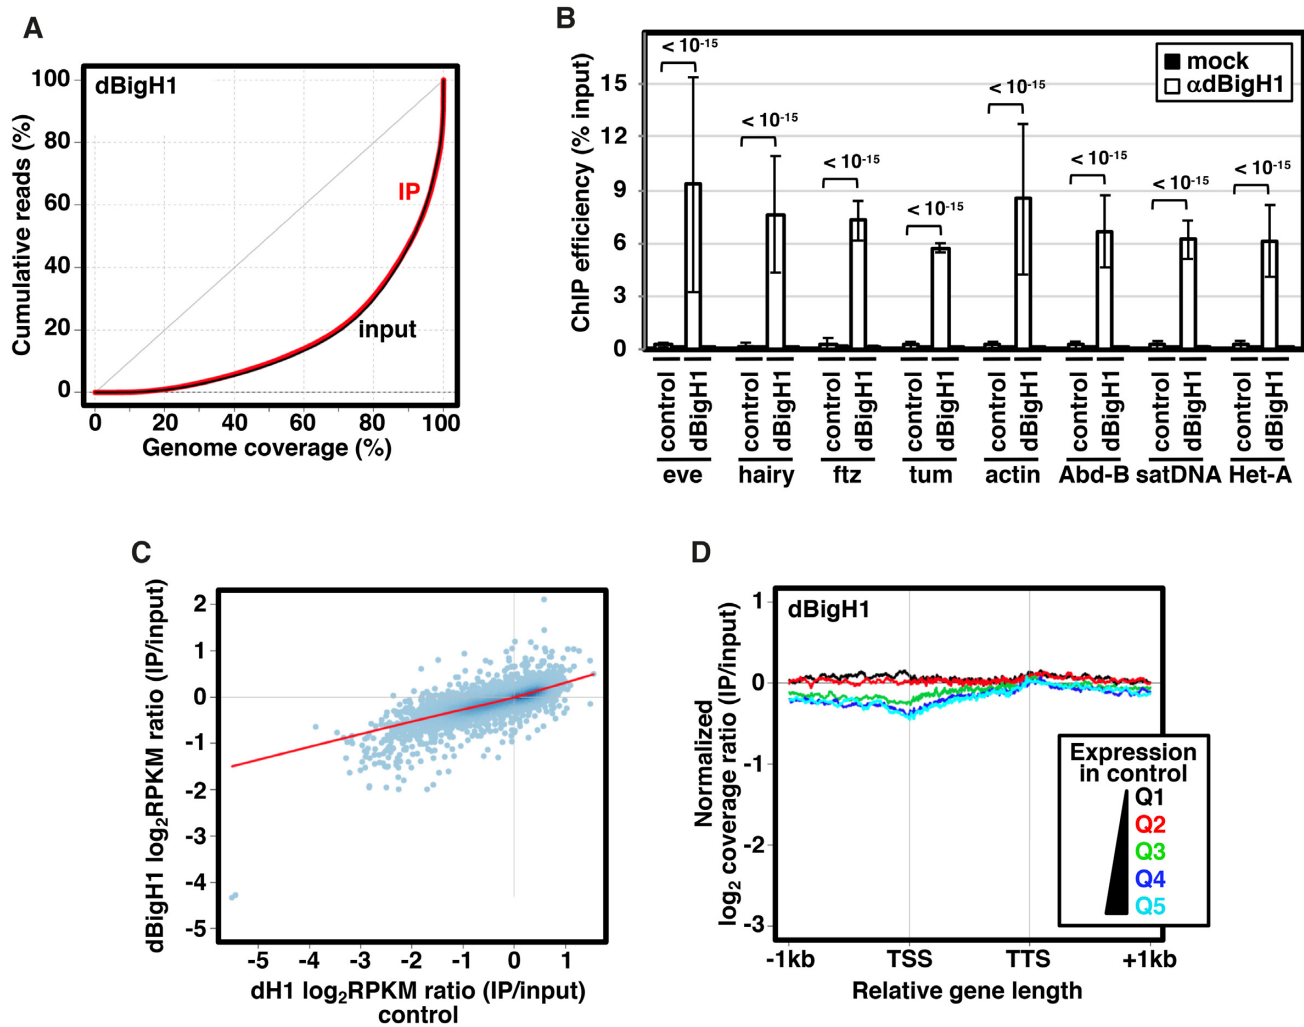 A
dBigH1
100
80
60
40
20
0
Cumulative reads (%)
IP
input
0 20 40 60 80 100
Genome coverage (%)
B
mock
αdBigH1
ChIP efficiency (% input)
15
12
9
6
3
0
< 10-15
< 10-15
< 10-15
< 10-15
< 10-15
< 10-15
< 10-15
< 10-15
control dBigH1 control dBigH1 control dBigH1 control dBigH1 control dBigH1 control dBigH1 control dBigH1 control dBigH1
eve hairy ftz tum actin Abd-B satDNA Het-A
C
dBigH1 log2RPKM ratio (IP/input)
2
1
0
-1
-2
-3
-4
-5
-5 -4 -3 -2 -1 0 1
dH1 log2RPKM ratio (IP/input)
control
D
dBigH1
Normalized
log2 coverage ratio (IP/input)
1
0
-1
-2
-3
Expression
in control
Q1
Q2
Q3
Q4
Q5
-1kb TSS TTS +1kb
Relative gene length